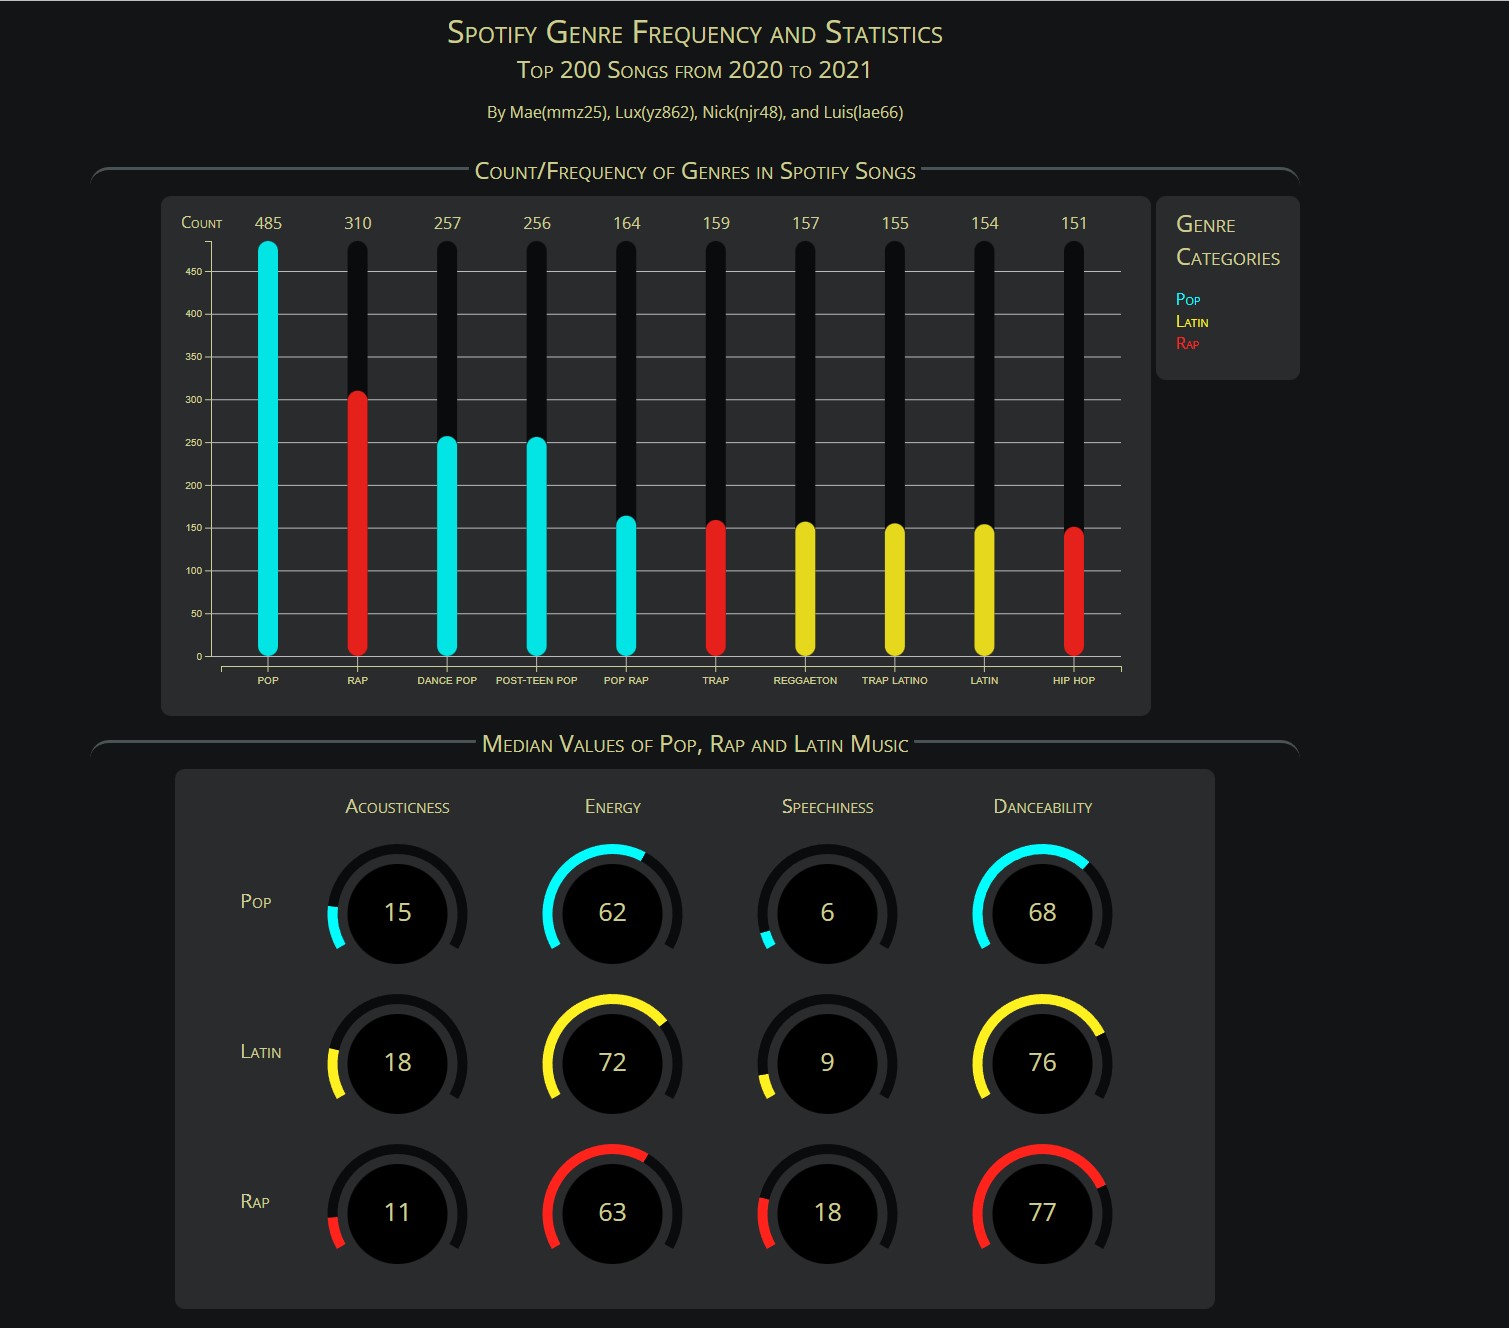 Spotify Genre Frequency and Statistics
Top 200 Songs from 2020 to 2021
By Mae(mmz25), Lux(yz862), Nick(njr48), and Luis(lae66)
Count/Frequency of Genres in Spotify Songs
Count 485 310 257 256 164 159 157 155 154 151
450
400
350
300
250
200
150
100
50
0
POP RAP DANCE POP POST-TEEN POP POP RAP TRAP REGGAETON TRAP LATINO LATIN HIP HOP
Genre
Categories
Pop
Latin
Rap
Median Values of Pop, Rap and Latin Music
Acousticness Energy Speechiness Danceability
Pop 15 62 6 68
Latin 18 72 9 76
Rap 11 63 18 77